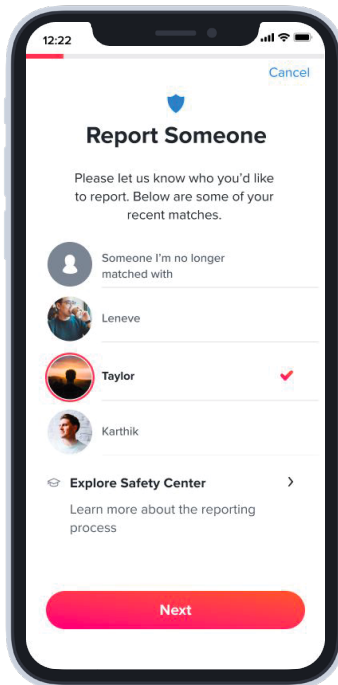 12:22
Cancel
Report Someone
Please let us know who you'd like
to report. Below are some of your
recent matches.
Someone I'm no longer
matched with
Leneve
Taylor
Karthik
Explore Safety Center
Learn more about the reporting
process
Next